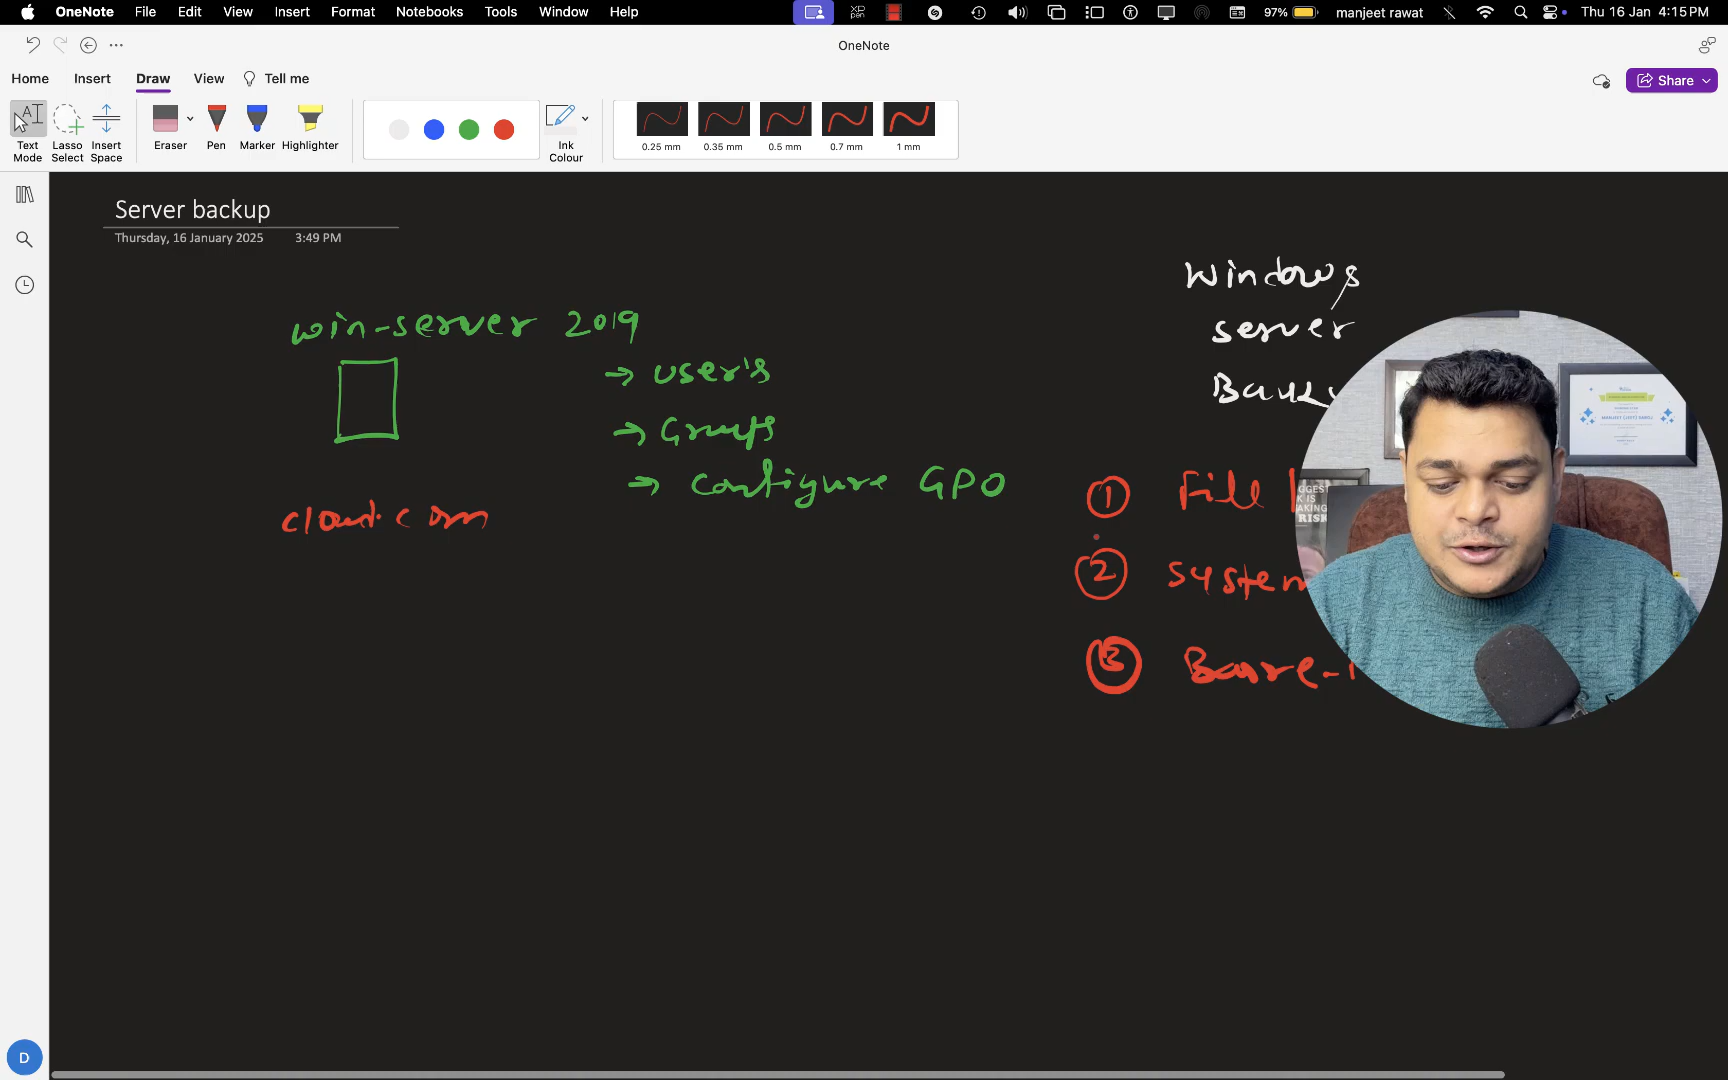 OneNote File Edit View Insert Format Notebooks Tools Window Help 97% manjeet rawat Thu 16 Jan 4:15 PM
OneNote
Home Insert Draw View Tell me Share
Text Mode
Lasso Select
Insert Space
Eraser
Pen
Marker
Highlighter
Ink Colour
0.25 mm 0.35 mm 0.5 mm 0.7 mm 1 mm
Server backup
Thursday, 16 January 2025 3:49 PM
win-server 2019
→ user's
→ Groups
→ configure GPO
cloud.com
Windows
server
① File
② system
③ Bare-
RISK
D